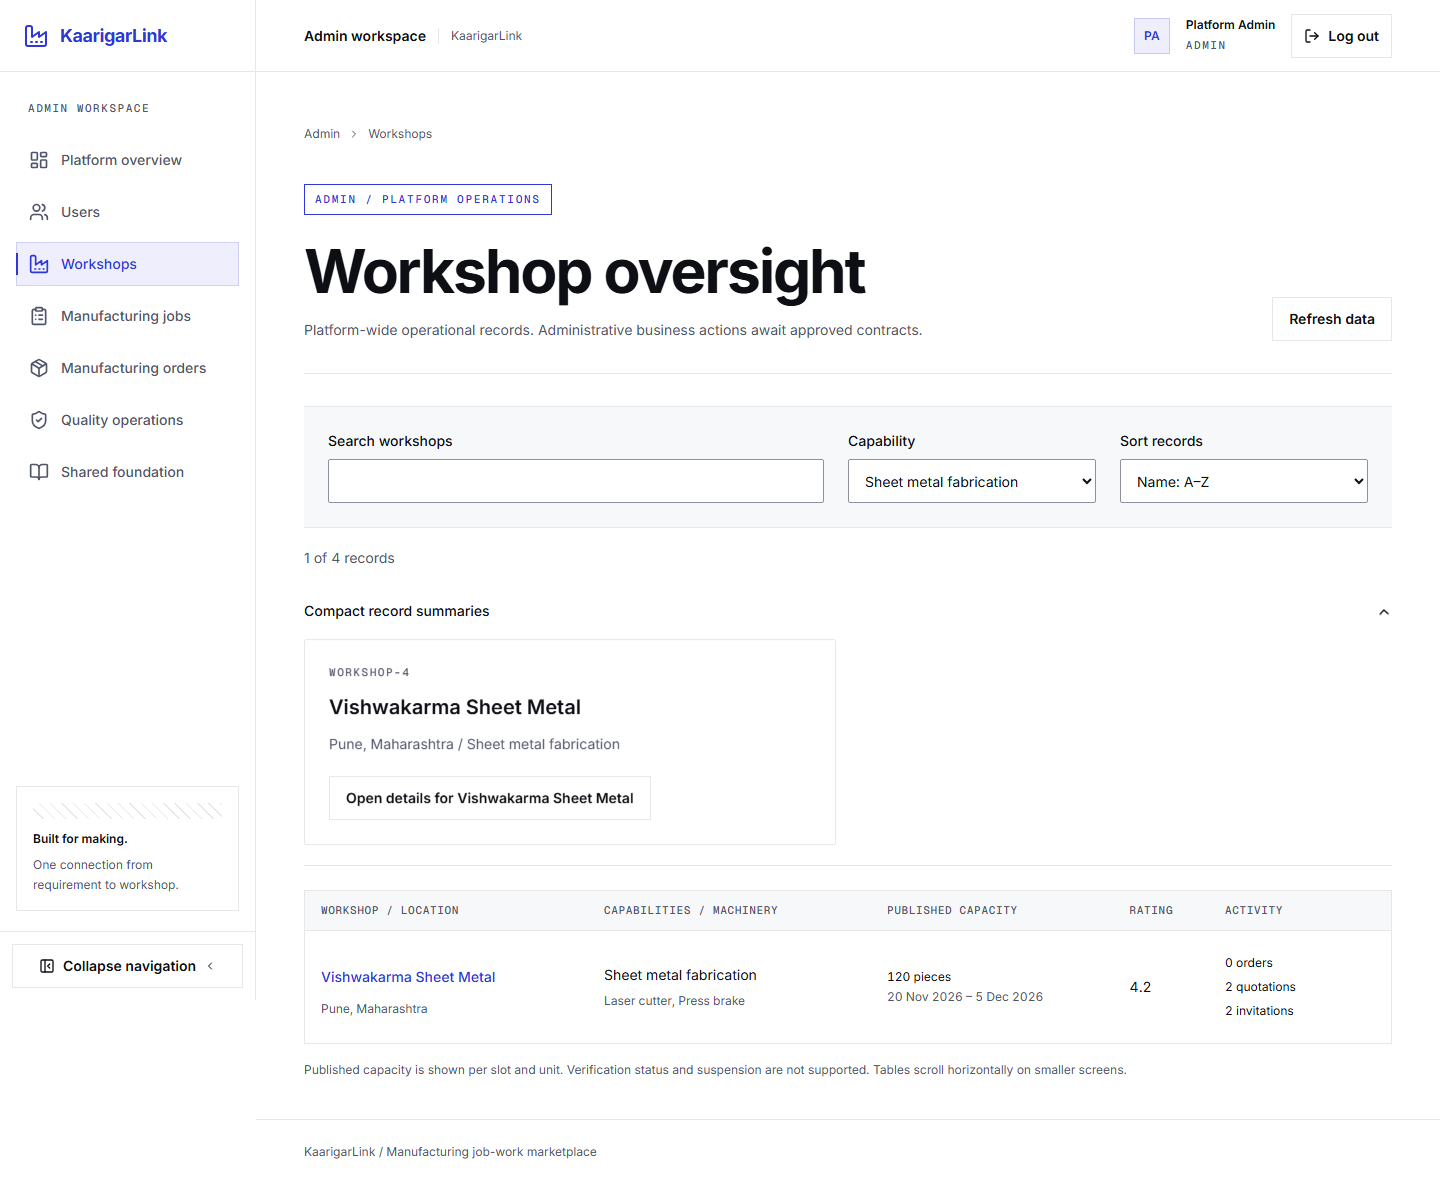 KaarigarLink
Admin workspace
KaarigarLink
PA
Platform Admin
ADMIN
Log out
ADMIN WORKSPACE
Platform overview
Users
Workshops
Manufacturing jobs
Manufacturing orders
Quality operations
Shared foundation
Built for making.
One connection from
requirement to workshop.
Collapse navigation
Admin
Workshops
ADMIN / PLATFORM OPERATIONS
Workshop oversight
Platform-wide operational records. Administrative business actions await approved contracts.
Refresh data
Search workshops
Capability
Sheet metal fabrication
Sort records
Name: A–Z
1 of 4 records
Compact record summaries
WORKSHOP-4
Vishwakarma Sheet Metal
Pune, Maharashtra / Sheet metal fabrication
Open details for Vishwakarma Sheet Metal
WORKSHOP / LOCATION
CAPABILITIES / MACHINERY
PUBLISHED CAPACITY
RATING
ACTIVITY
Vishwakarma Sheet Metal
Pune, Maharashtra
Sheet metal fabrication
Laser cutter, Press brake
120 pieces
20 Nov 2026 – 5 Dec 2026
4.2
0 orders
2 quotations
2 invitations
Published capacity is shown per slot and unit. Verification status and suspension are not supported. Tables scroll horizontally on smaller screens.
KaarigarLink / Manufacturing job-work marketplace